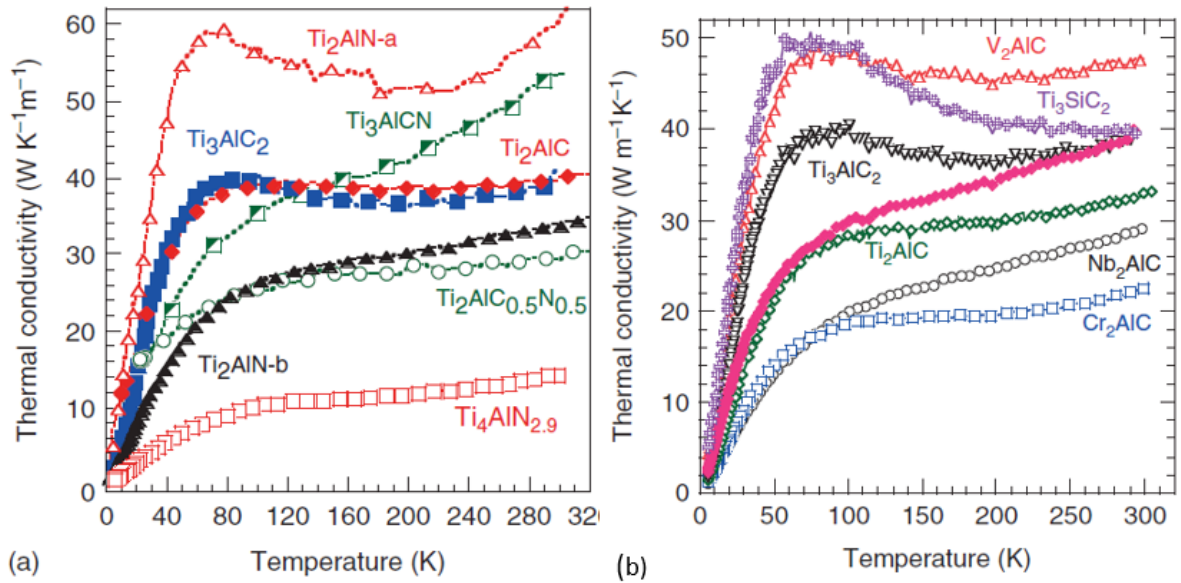 Thermal conductivity (W K⁻¹m⁻¹)
60
50
40
30
20
10
0
Ti₂AlN-a
Ti₃AlCN
Ti₃AlC₂
Ti₂AlC
Ti₂AlC₀.₅N₀.₅
Ti₂AlN-b
Ti₄AlN₂.₉
0 40 80 120 160 200 240 280 320
(a) Temperature (K)
Thermal conductivity (W m⁻¹K⁻¹)
50
40
30
20
10
0
V₂AlC
Ti₃SiC₂
Ti₃AlC₂
Ti₂AlC
Nb₂AlC
Cr₂AlC
0 50 100 150 200 250 300
(b) Temperature (K)